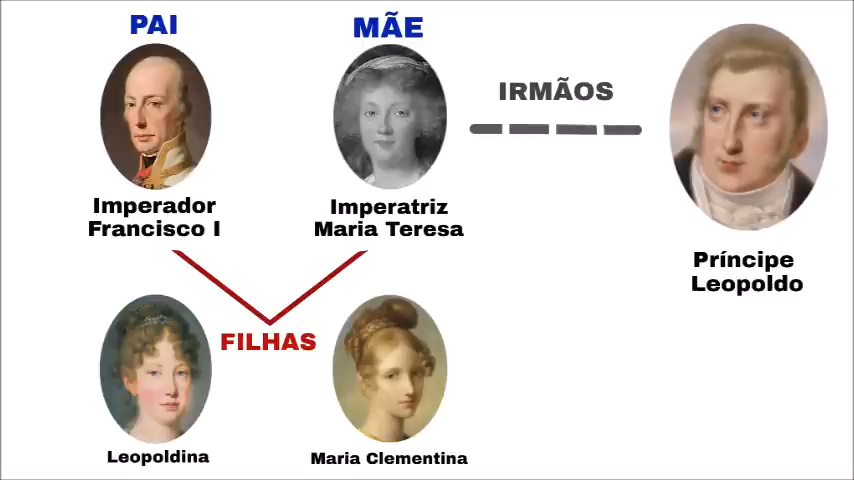 PAI
MÃE
IRMÃOS
Imperador
Francisco I
Imperatriz
Maria Teresa
Príncipe
Leopoldo
FILHAS
Leopoldina
Maria Clementina